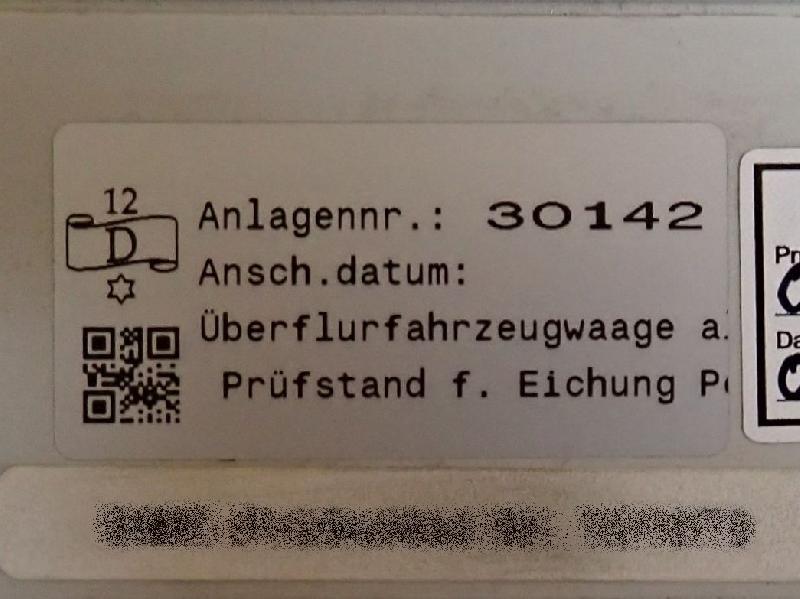 12
D
Anlagennr.: 30142
Ansch.datum:
Überflurfahrzeugwaage
Prüfstand f. Eichung